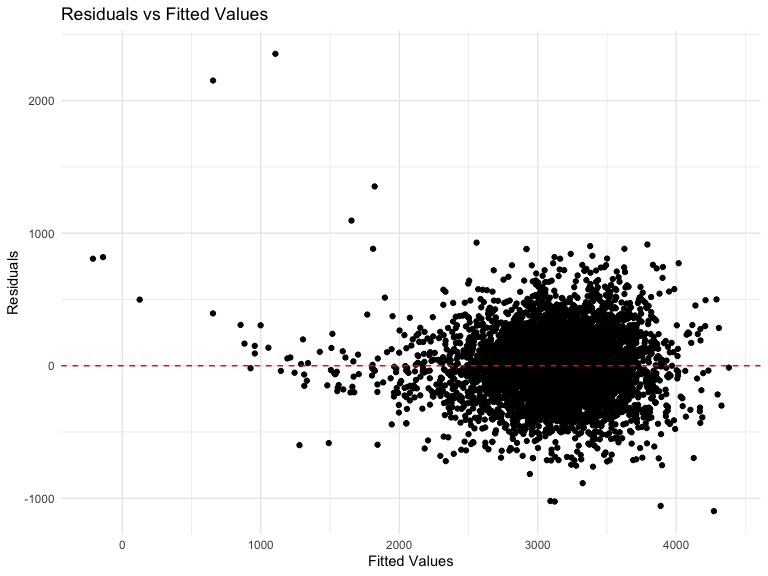 Residuals vs Fitted Values
2000
1000
0
-1000
Residuals
0 1000 2000 3000 4000
Fitted Values